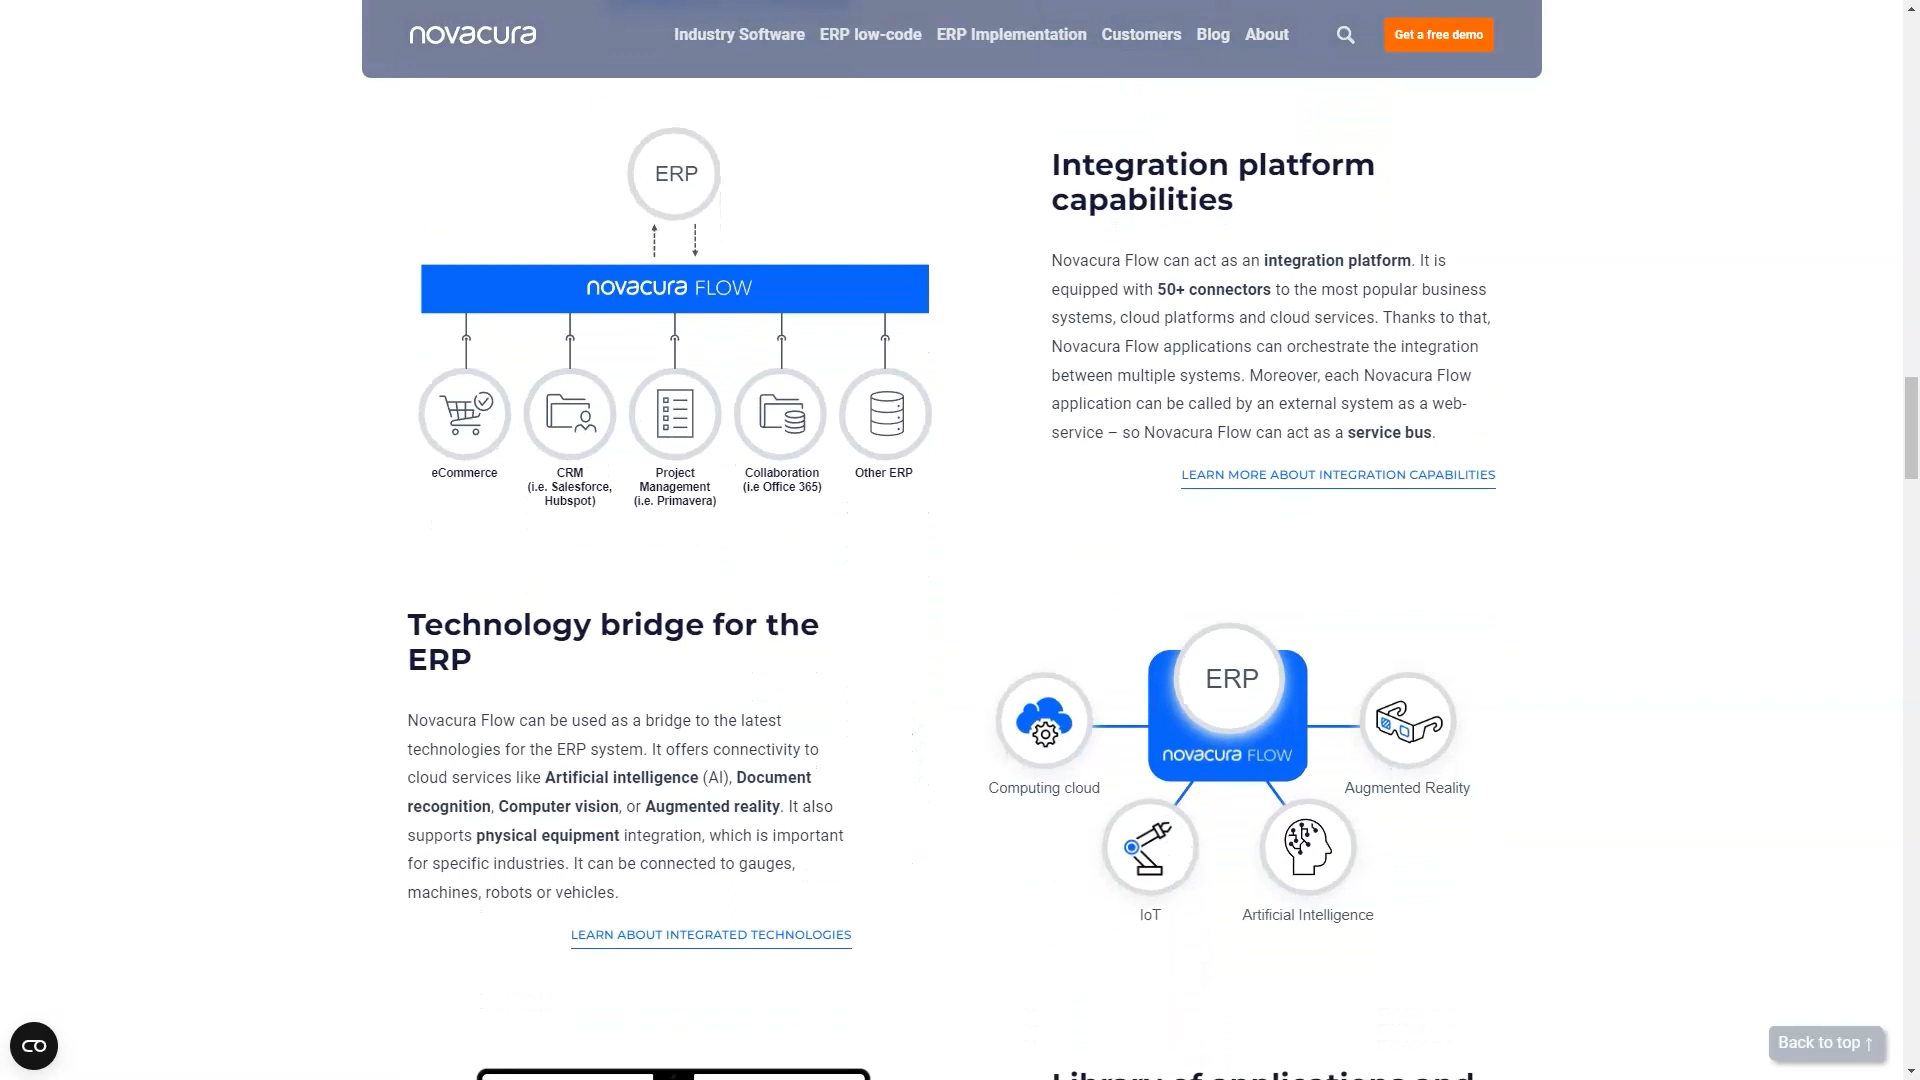 novacura
Industry Software
ERP low-code
ERP Implementation
Customers
Blog
About
Get a free demo
ERP
novacura FLOW
eCommerce
CRM
(i.e. Salesforce,
Hubspot)
Project
Management
(i.e. Primavera)
Collaboration
(i.e Office 365)
Other ERP
Integration platform
capabilities
Novacura Flow can act as an integration platform. It is
equipped with 50+ connectors to the most popular business
systems, cloud platforms and cloud services. Thanks to that,
Novacura Flow applications can orchestrate the integration
between multiple systems. Moreover, each Novacura Flow
application can be called by an external system as a web-
service – so Novacura Flow can act as a service bus.
LEARN MORE ABOUT INTEGRATION CAPABILITIES
Technology bridge for the
ERP
Novacura Flow can be used as a bridge to the latest
technologies for the ERP system. It offers connectivity to
cloud services like Artificial intelligence (AI), Document
recognition, Computer vision, or Augmented reality. It also
supports physical equipment integration, which is important
for specific industries. It can be connected to gauges,
machines, robots or vehicles.
LEARN ABOUT INTEGRATED TECHNOLOGIES
ERP
novacura FLOW
Computing cloud
Augmented Reality
IoT
Artificial Intelligence
Library of applications and
Back to top ↑